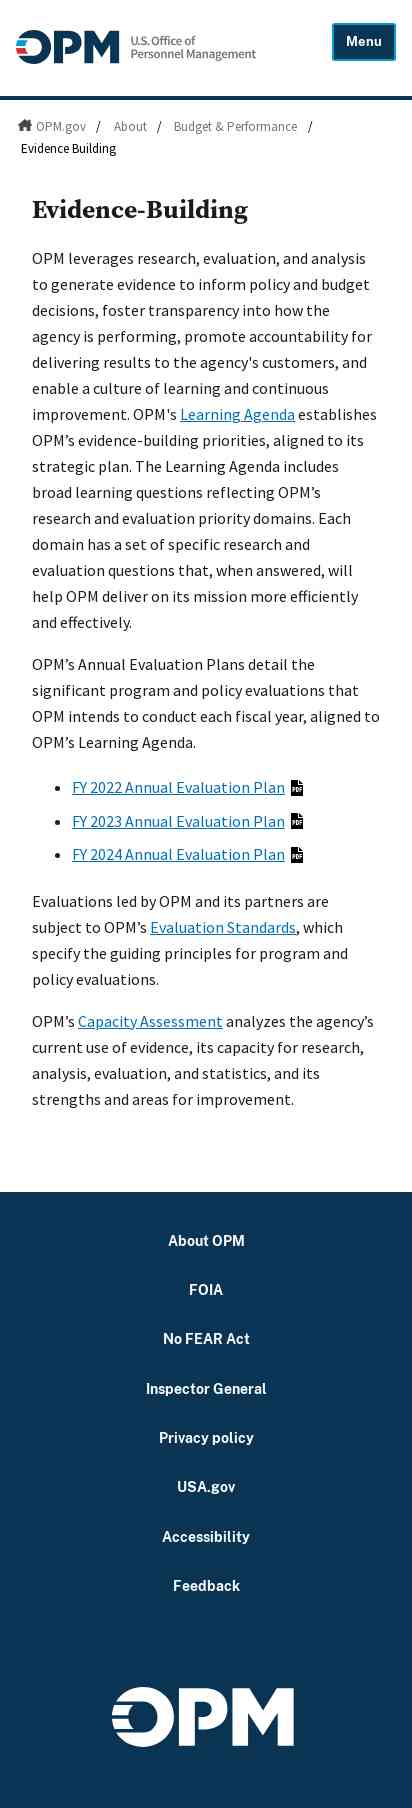 OPM U.S. Office of
Personnel Management
Menu
OPM.gov / About / Budget & Performance /
Evidence Building
Evidence-Building
OPM leverages research, evaluation, and analysis
to generate evidence to inform policy and budget
decisions, foster transparency into how the
agency is performing, promote accountability for
delivering results to the agency's customers, and
enable a culture of learning and continuous
improvement. OPM's Learning Agenda establishes
OPM’s evidence-building priorities, aligned to its
strategic plan. The Learning Agenda includes
broad learning questions reflecting OPM’s
research and evaluation priority domains. Each
domain has a set of specific research and
evaluation questions that, when answered, will
help OPM deliver on its mission more efficiently
and effectively.
OPM’s Annual Evaluation Plans detail the
significant program and policy evaluations that
OPM intends to conduct each fiscal year, aligned to
OPM’s Learning Agenda.
• FY 2022 Annual Evaluation Plan PDF
• FY 2023 Annual Evaluation Plan PDF
• FY 2024 Annual Evaluation Plan PDF
Evaluations led by OPM and its partners are
subject to OPM’s Evaluation Standards, which
specify the guiding principles for program and
policy evaluations.
OPM’s Capacity Assessment analyzes the agency’s
current use of evidence, its capacity for research,
analysis, evaluation, and statistics, and its
strengths and areas for improvement.
About OPM
FOIA
No FEAR Act
Inspector General
Privacy policy
USA.gov
Accessibility
Feedback
OPM